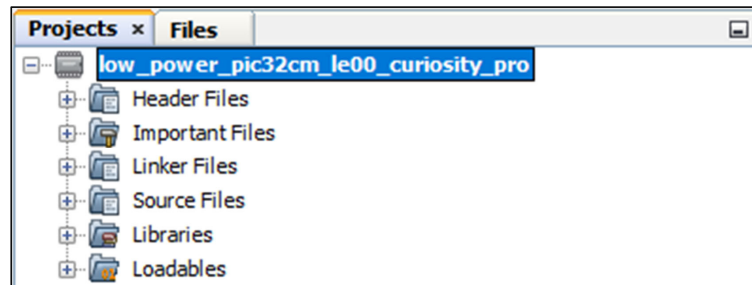 Projects × Files
low_power_pic32cm_le00_curiosity_pro
Header Files
Important Files
Linker Files
Source Files
Libraries
Loadables